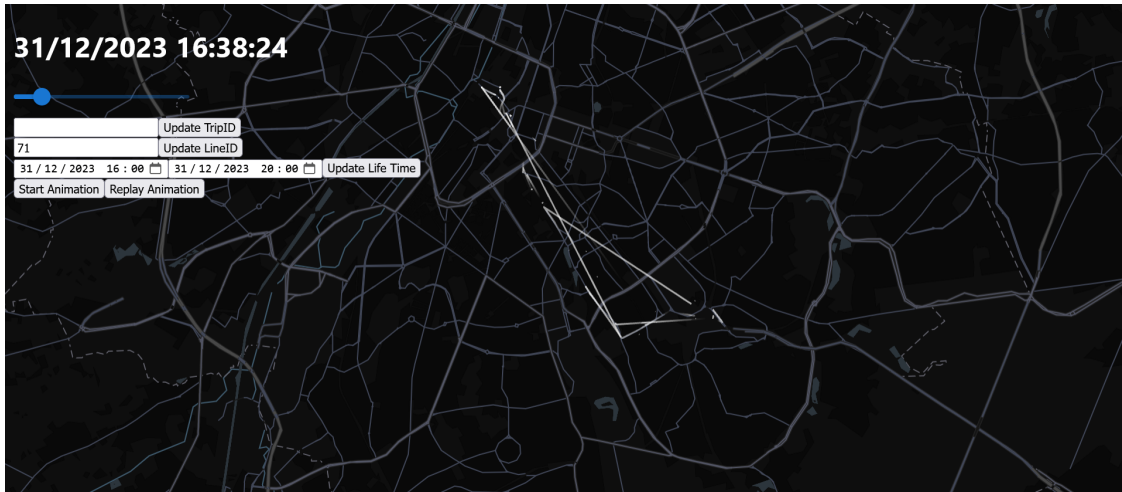 31/12/2023 16:38:24
Update TripID
71 Update LineID
31/12/2023 16:00 31/12/2023 20:00 Update Life Time
Start Animation Replay Animation